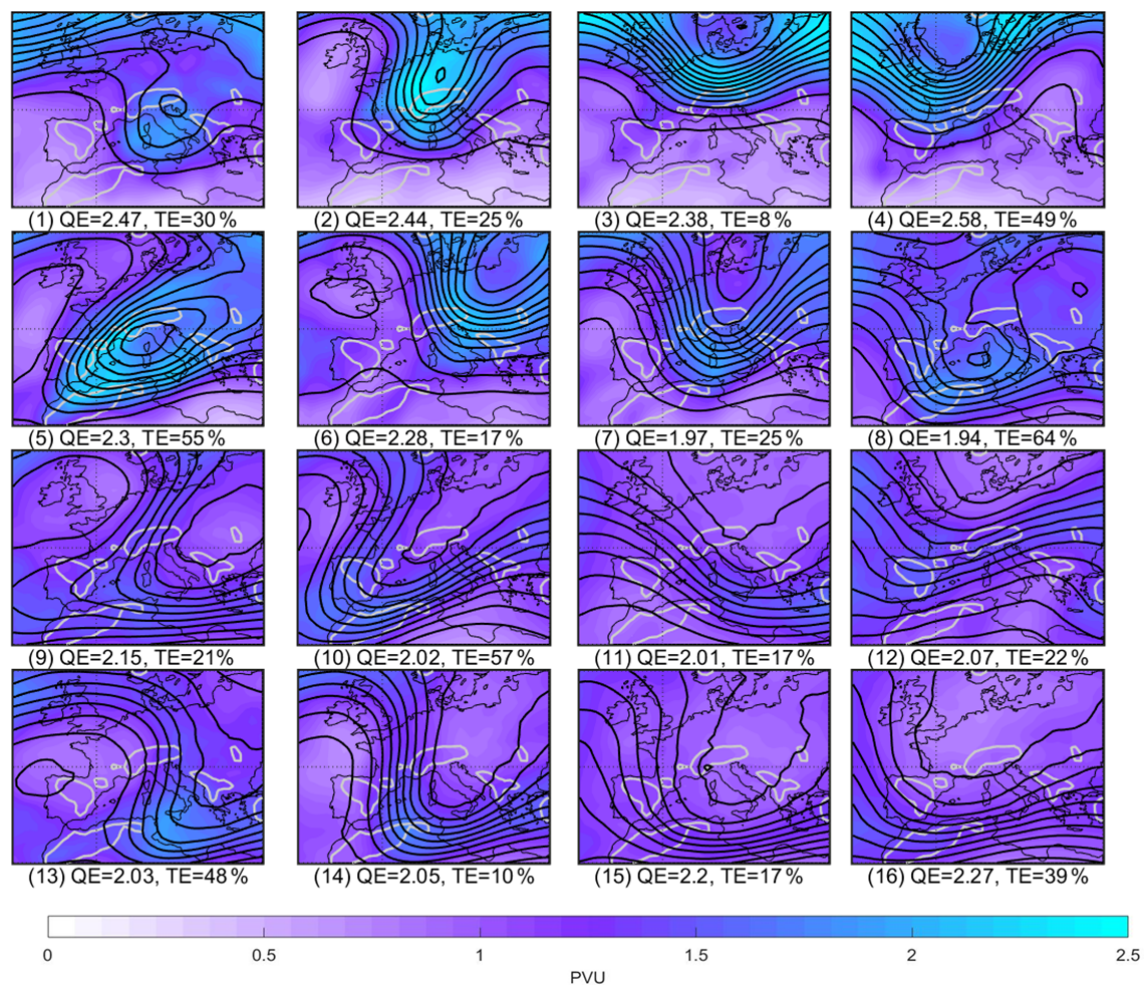 (1) QE=2.47, TE=30 % (2) QE=2.44, TE=25 % (3) QE=2.38, TE=8 % (4) QE=2.58, TE=49 %
(5) QE=2.3, TE=55 % (6) QE=2.28, TE=17 % (7) QE=1.97, TE=25 % (8) QE=1.94, TE=64 %
(9) QE=2.15, TE=21% (10) QE=2.02, TE=57 % (11) QE=2.01, TE=17 % (12) QE=2.07, TE=22 %
(13) QE=2.03, TE=48 % (14) QE=2.05, TE=10 % (15) QE=2.2, TE=17 % (16) QE=2.27, TE=39 %
0 0.5 1 1.5 2 2.5
PVU